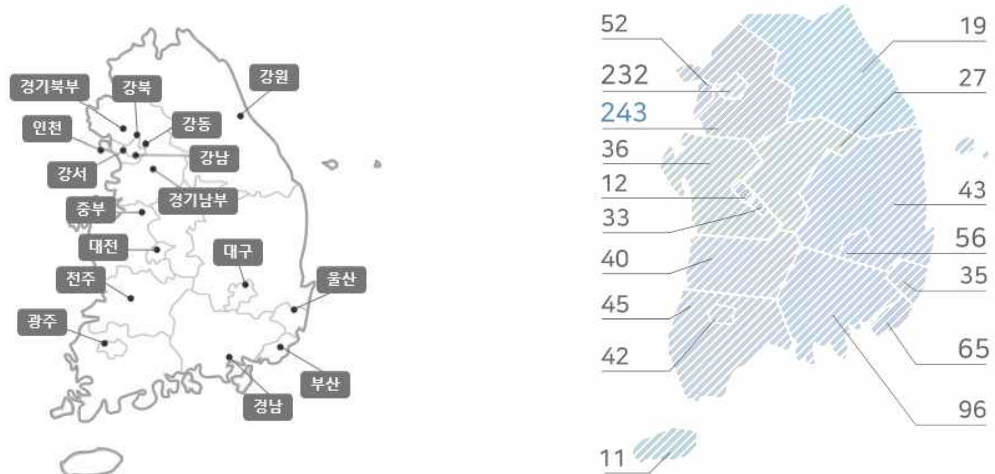 강원
경기북부
강북
강동
인천
강남
강서
경기남부
중부
대전
대구
전주
울산
광주
부산
경남
52
19
232
27
243
36
12
43
33
56
40
35
45
42
65
96
11